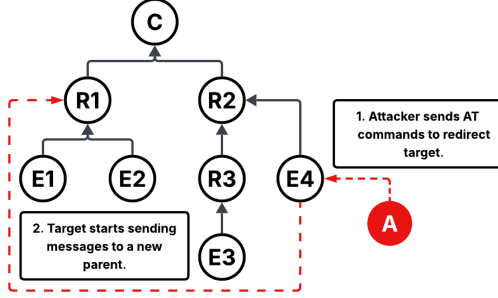 C
R1
R2
1. Attacker sends AT
commands to redirect
target.
E1
E2
R3
E4
A
2. Target starts sending
messages to a new
parent.
E3